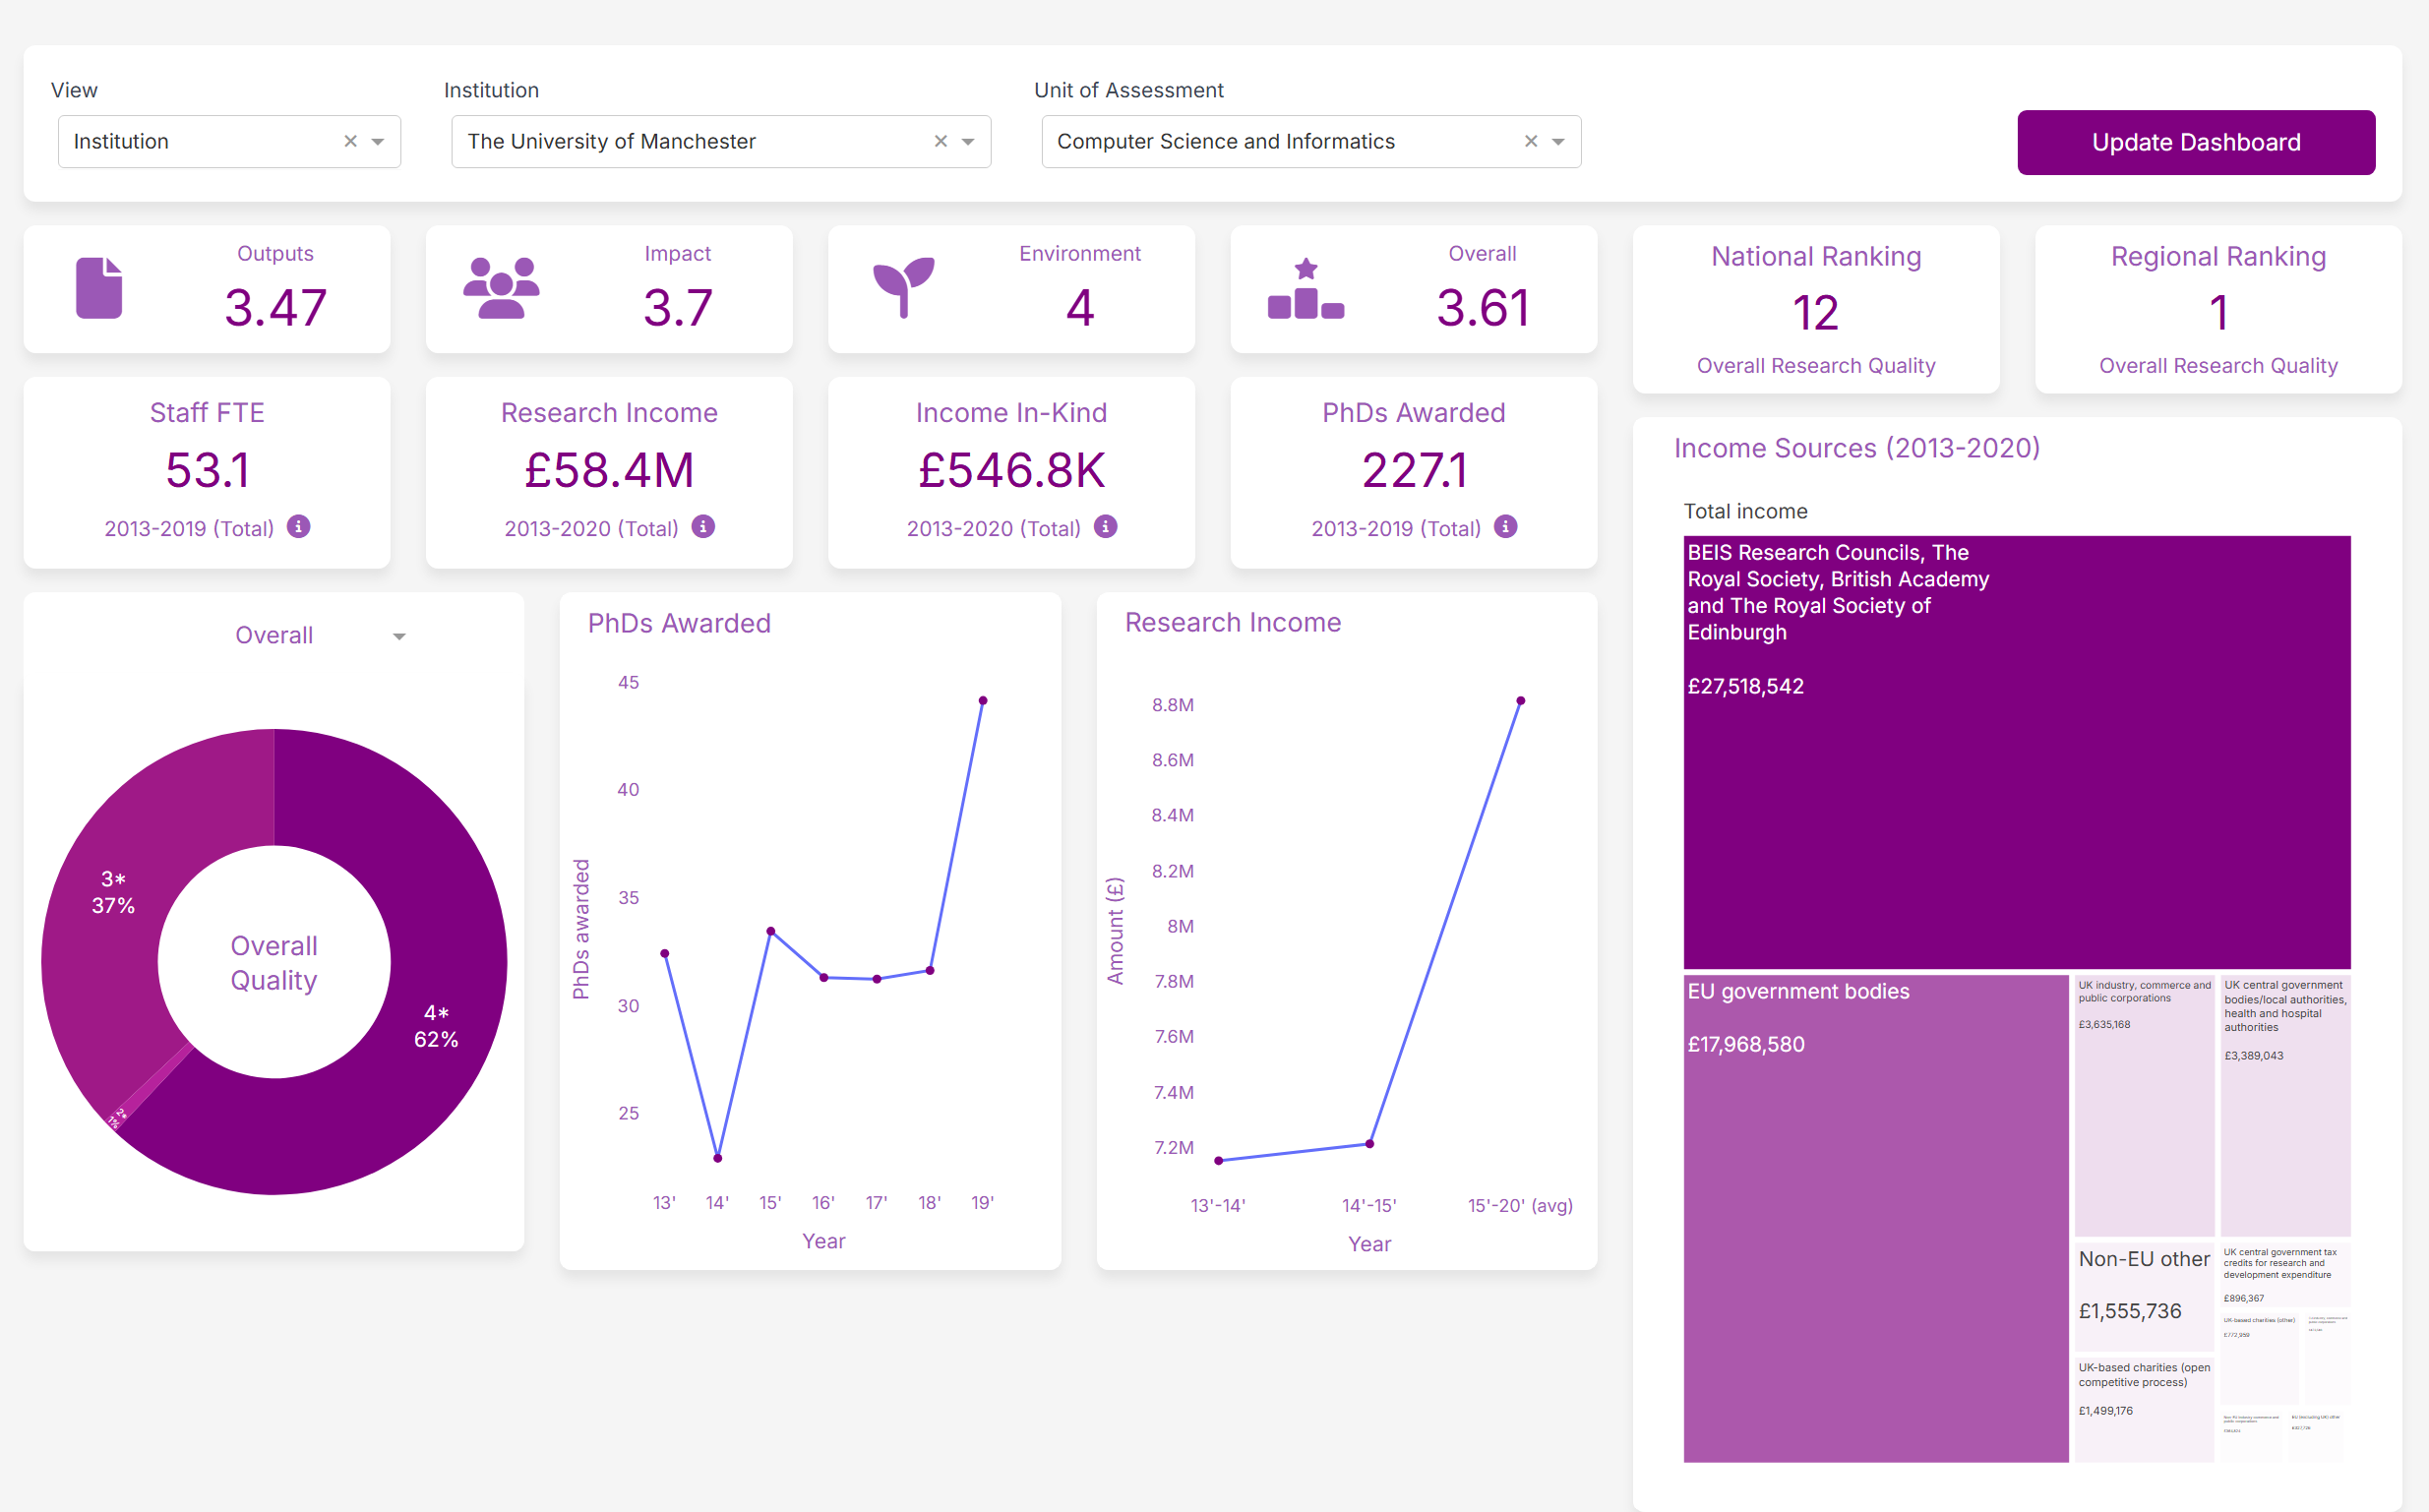 View
Institution
Unit of Assessment
Institution
The University of Manchester
Computer Science and Informatics
Update Dashboard
Outputs
3.47
Impact
3.7
Environment
4
Overall
3.61
National Ranking
12
Overall Research Quality
Regional Ranking
1
Overall Research Quality
Staff FTE
53.1
2013-2019 (Total)
Research Income
£58.4M
2013-2020 (Total)
Income In-Kind
£546.8K
2013-2020 (Total)
PhDs Awarded
227.1
2013-2019 (Total)
Overall
3*
37%
Overall
Quality
4*
62%
2*
1%
PhDs Awarded
45
40
35
30
25
PhDs awarded
13'
14'
15'
16'
17'
18'
19'
Year
Research Income
8.8M
8.6M
8.4M
8.2M
8M
7.8M
7.6M
7.4M
7.2M
Amount (£)
13'-14'
14'-15'
15'-20' (avg)
Year
Income Sources (2013-2020)
Total income
BEIS Research Councils, The
Royal Society, British Academy
and The Royal Society of
Edinburgh
£27,518,542
EU government bodies
£17,968,580
UK industry, commerce and
public corporations
£3,635,168
UK central government
bodies/local authorities,
health and hospital
authorities
£3,389,043
Non-EU other
£1,555,736
UK-based charities (open
competitive process)
£1,499,176
UK central government tax
credits for research and
development expenditure
£896,367
UK-based charities (other)
£772,959
EU (excluding UK) other